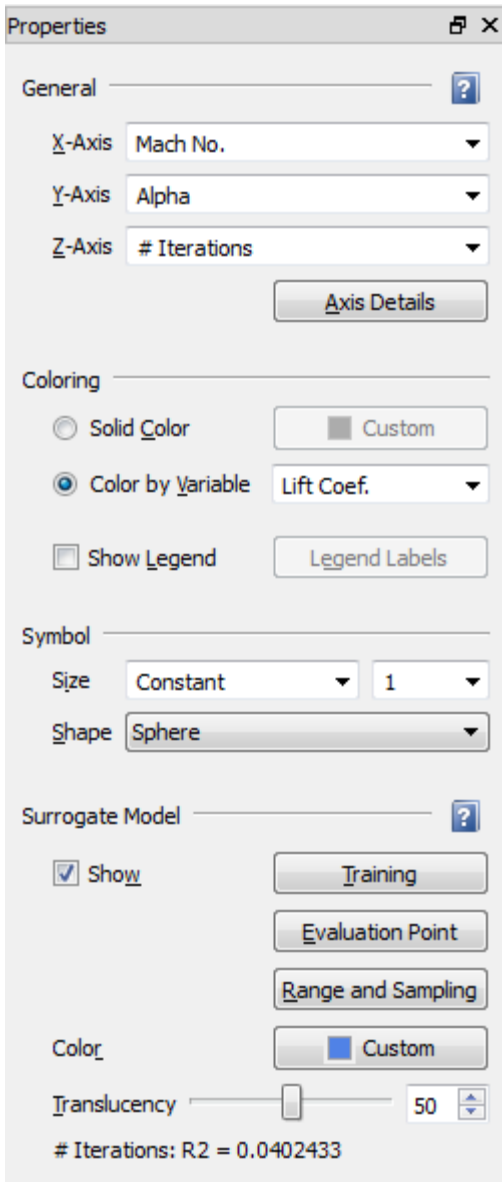 Properties
General
X-Axis Mach No.
Y-Axis Alpha
Z-Axis # Iterations
Axis Details
Coloring
Solid Color Custom
Color by Variable Lift Coef.
Show Legend Legend Labels
Symbol
Size Constant 1
Shape Sphere
Surrogate Model
Show Training
Evaluation Point
Range and Sampling
Color Custom
Translucency 50
# Iterations: R2 = 0.0402433